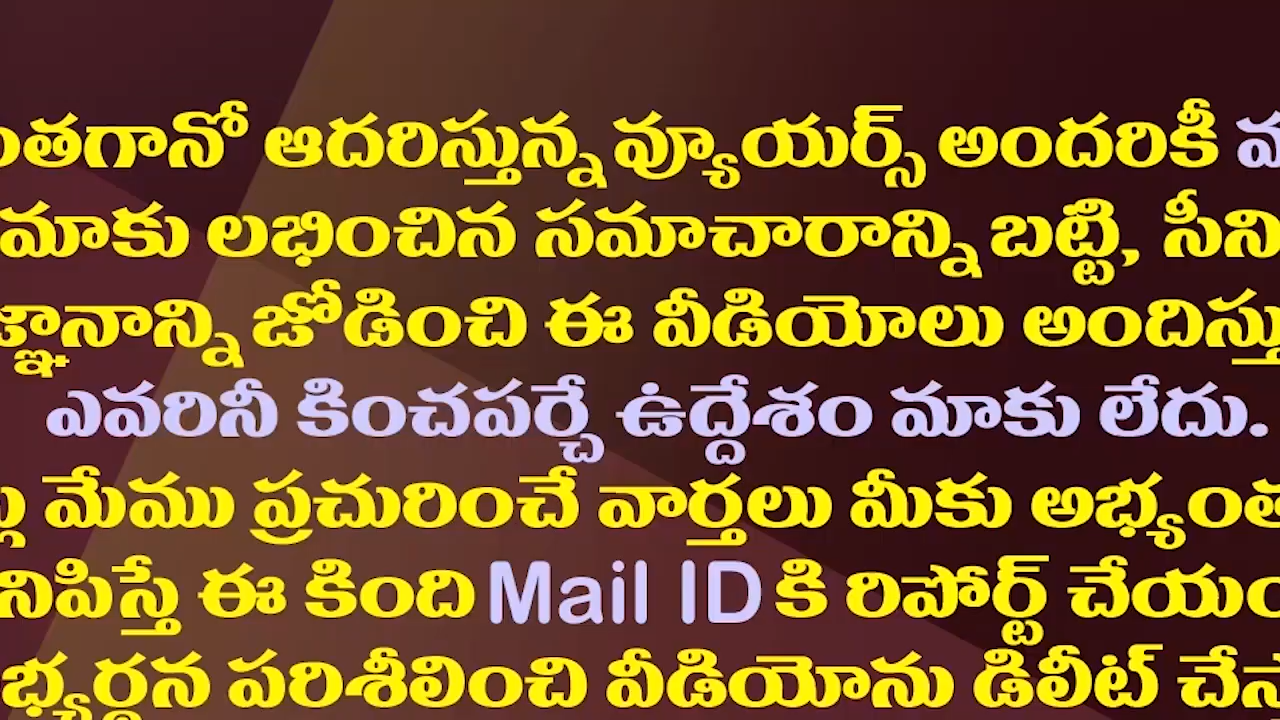 ంతగానో ఆదరిస్తున్న వ్యూయర్స్ అందరికీ
మాకు లభించిన సమాచారాన్ని బట్టి, సీని
జ్ఞానాన్ని జోడించి ఈ వీడియోలు అందిస్తు
ఎవరినీ కించపర్చే ఉద్దేశం మాకు లేదు.
మేము ప్రచురించే వార్తలు మీకు అభ్యంత
నిపిస్తే ఈ కింది Mail ID కి రిపోర్ట్ చేయం
భ్యర్థన పరిశీలించి వీడియోను డిలీట్ చేస